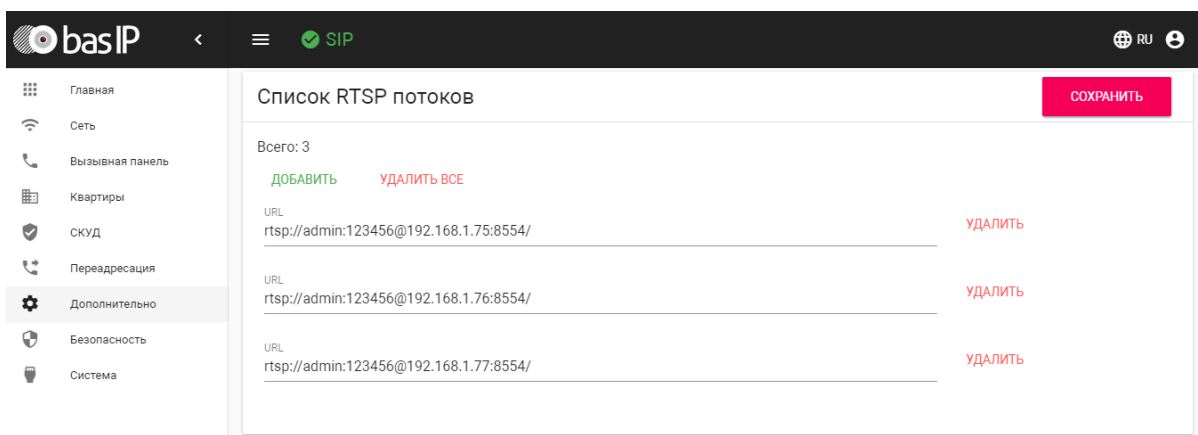 basIP
SIP
RU
Главная
Сеть
Вызывная панель
Квартиры
СКУД
Переадресация
Дополнительно
Безопасность
Система
Список RTSP потоков
СОХРАНИТЬ
Всего: 3
ДОБАВИТЬ УДАЛИТЬ ВСЕ
URL
rtsp://admin:123456@192.168.1.75:8554/
УДАЛИТЬ
URL
rtsp://admin:123456@192.168.1.76:8554/
УДАЛИТЬ
URL
rtsp://admin:123456@192.168.1.77:8554/
УДАЛИТЬ